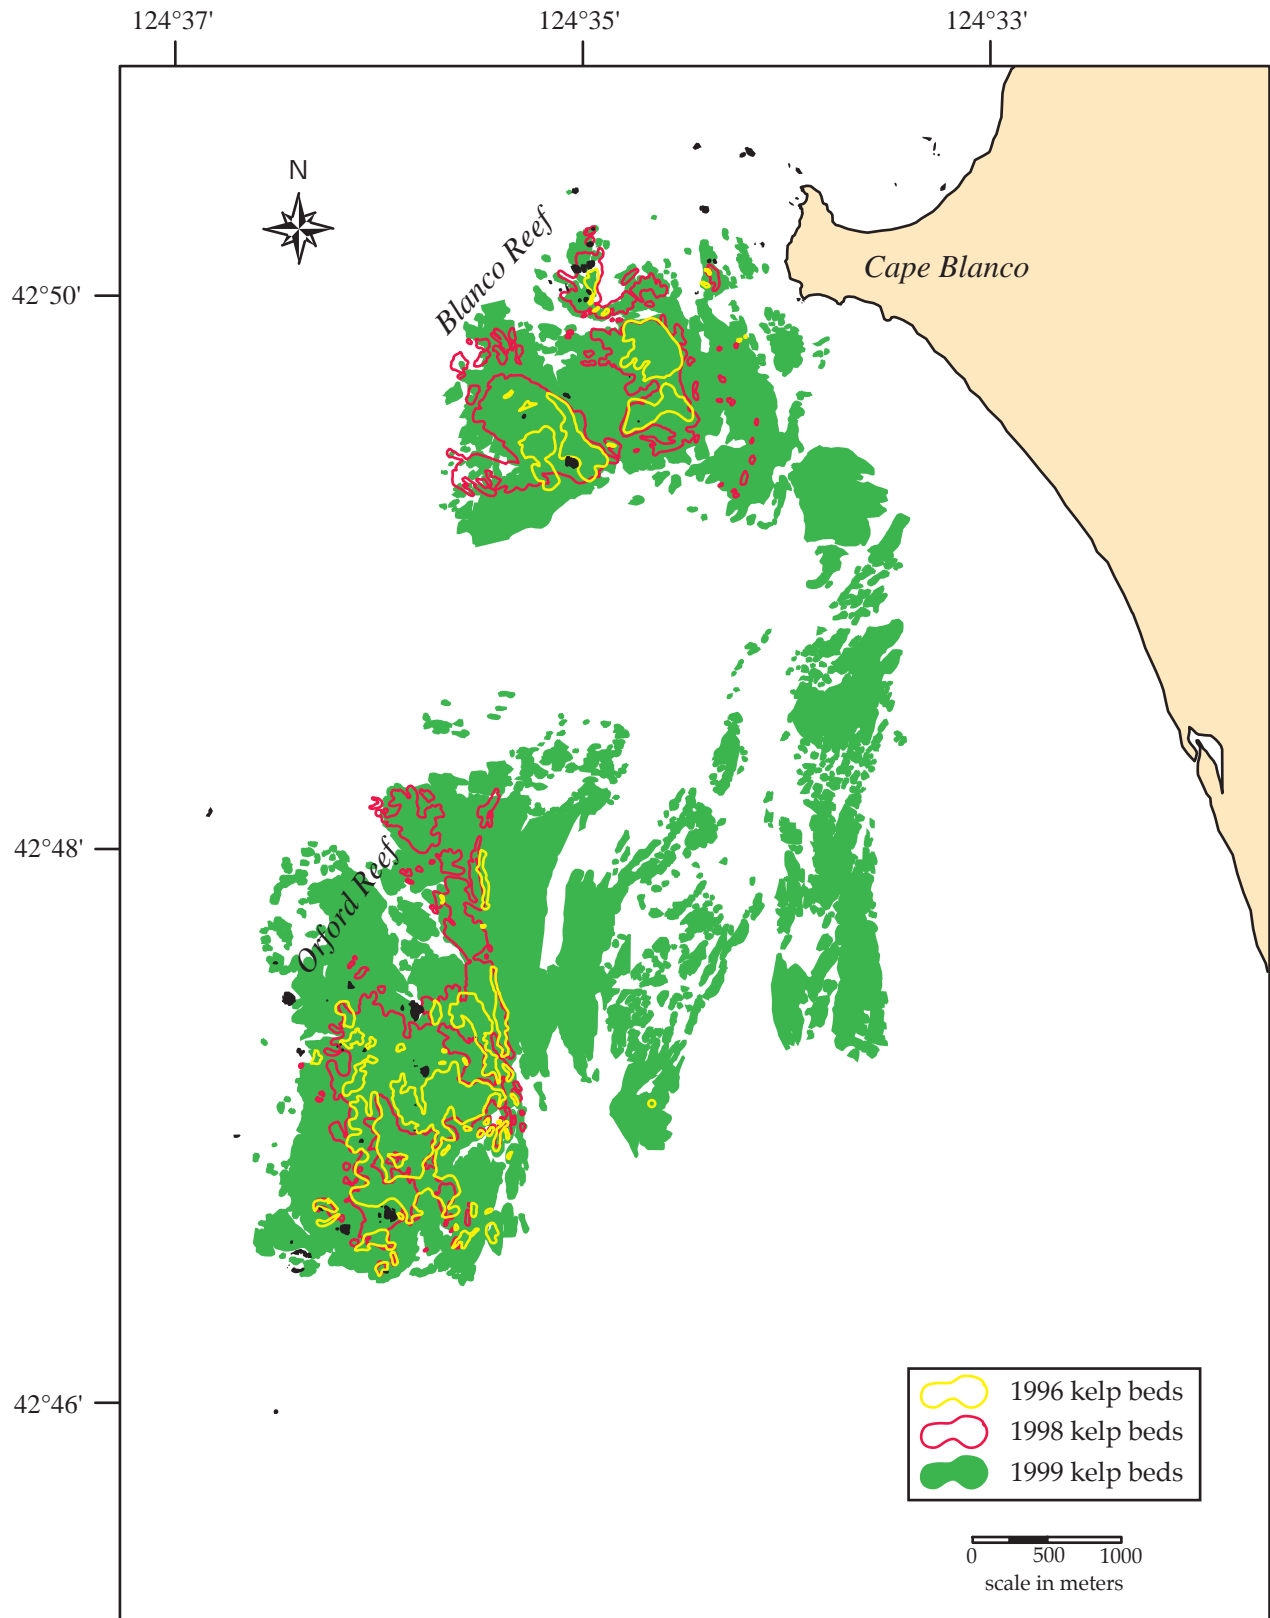 124°37'
124°35'
124°33'
N
Blanco Reef
Cape Blanco
42°50'
42°48'
Orford Reef
42°46'
1996 kelp beds
1998 kelp beds
1999 kelp beds
0 500 1000
scale in meters